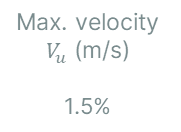 Max. velocity
Vᵤ (m/s)
1.5%